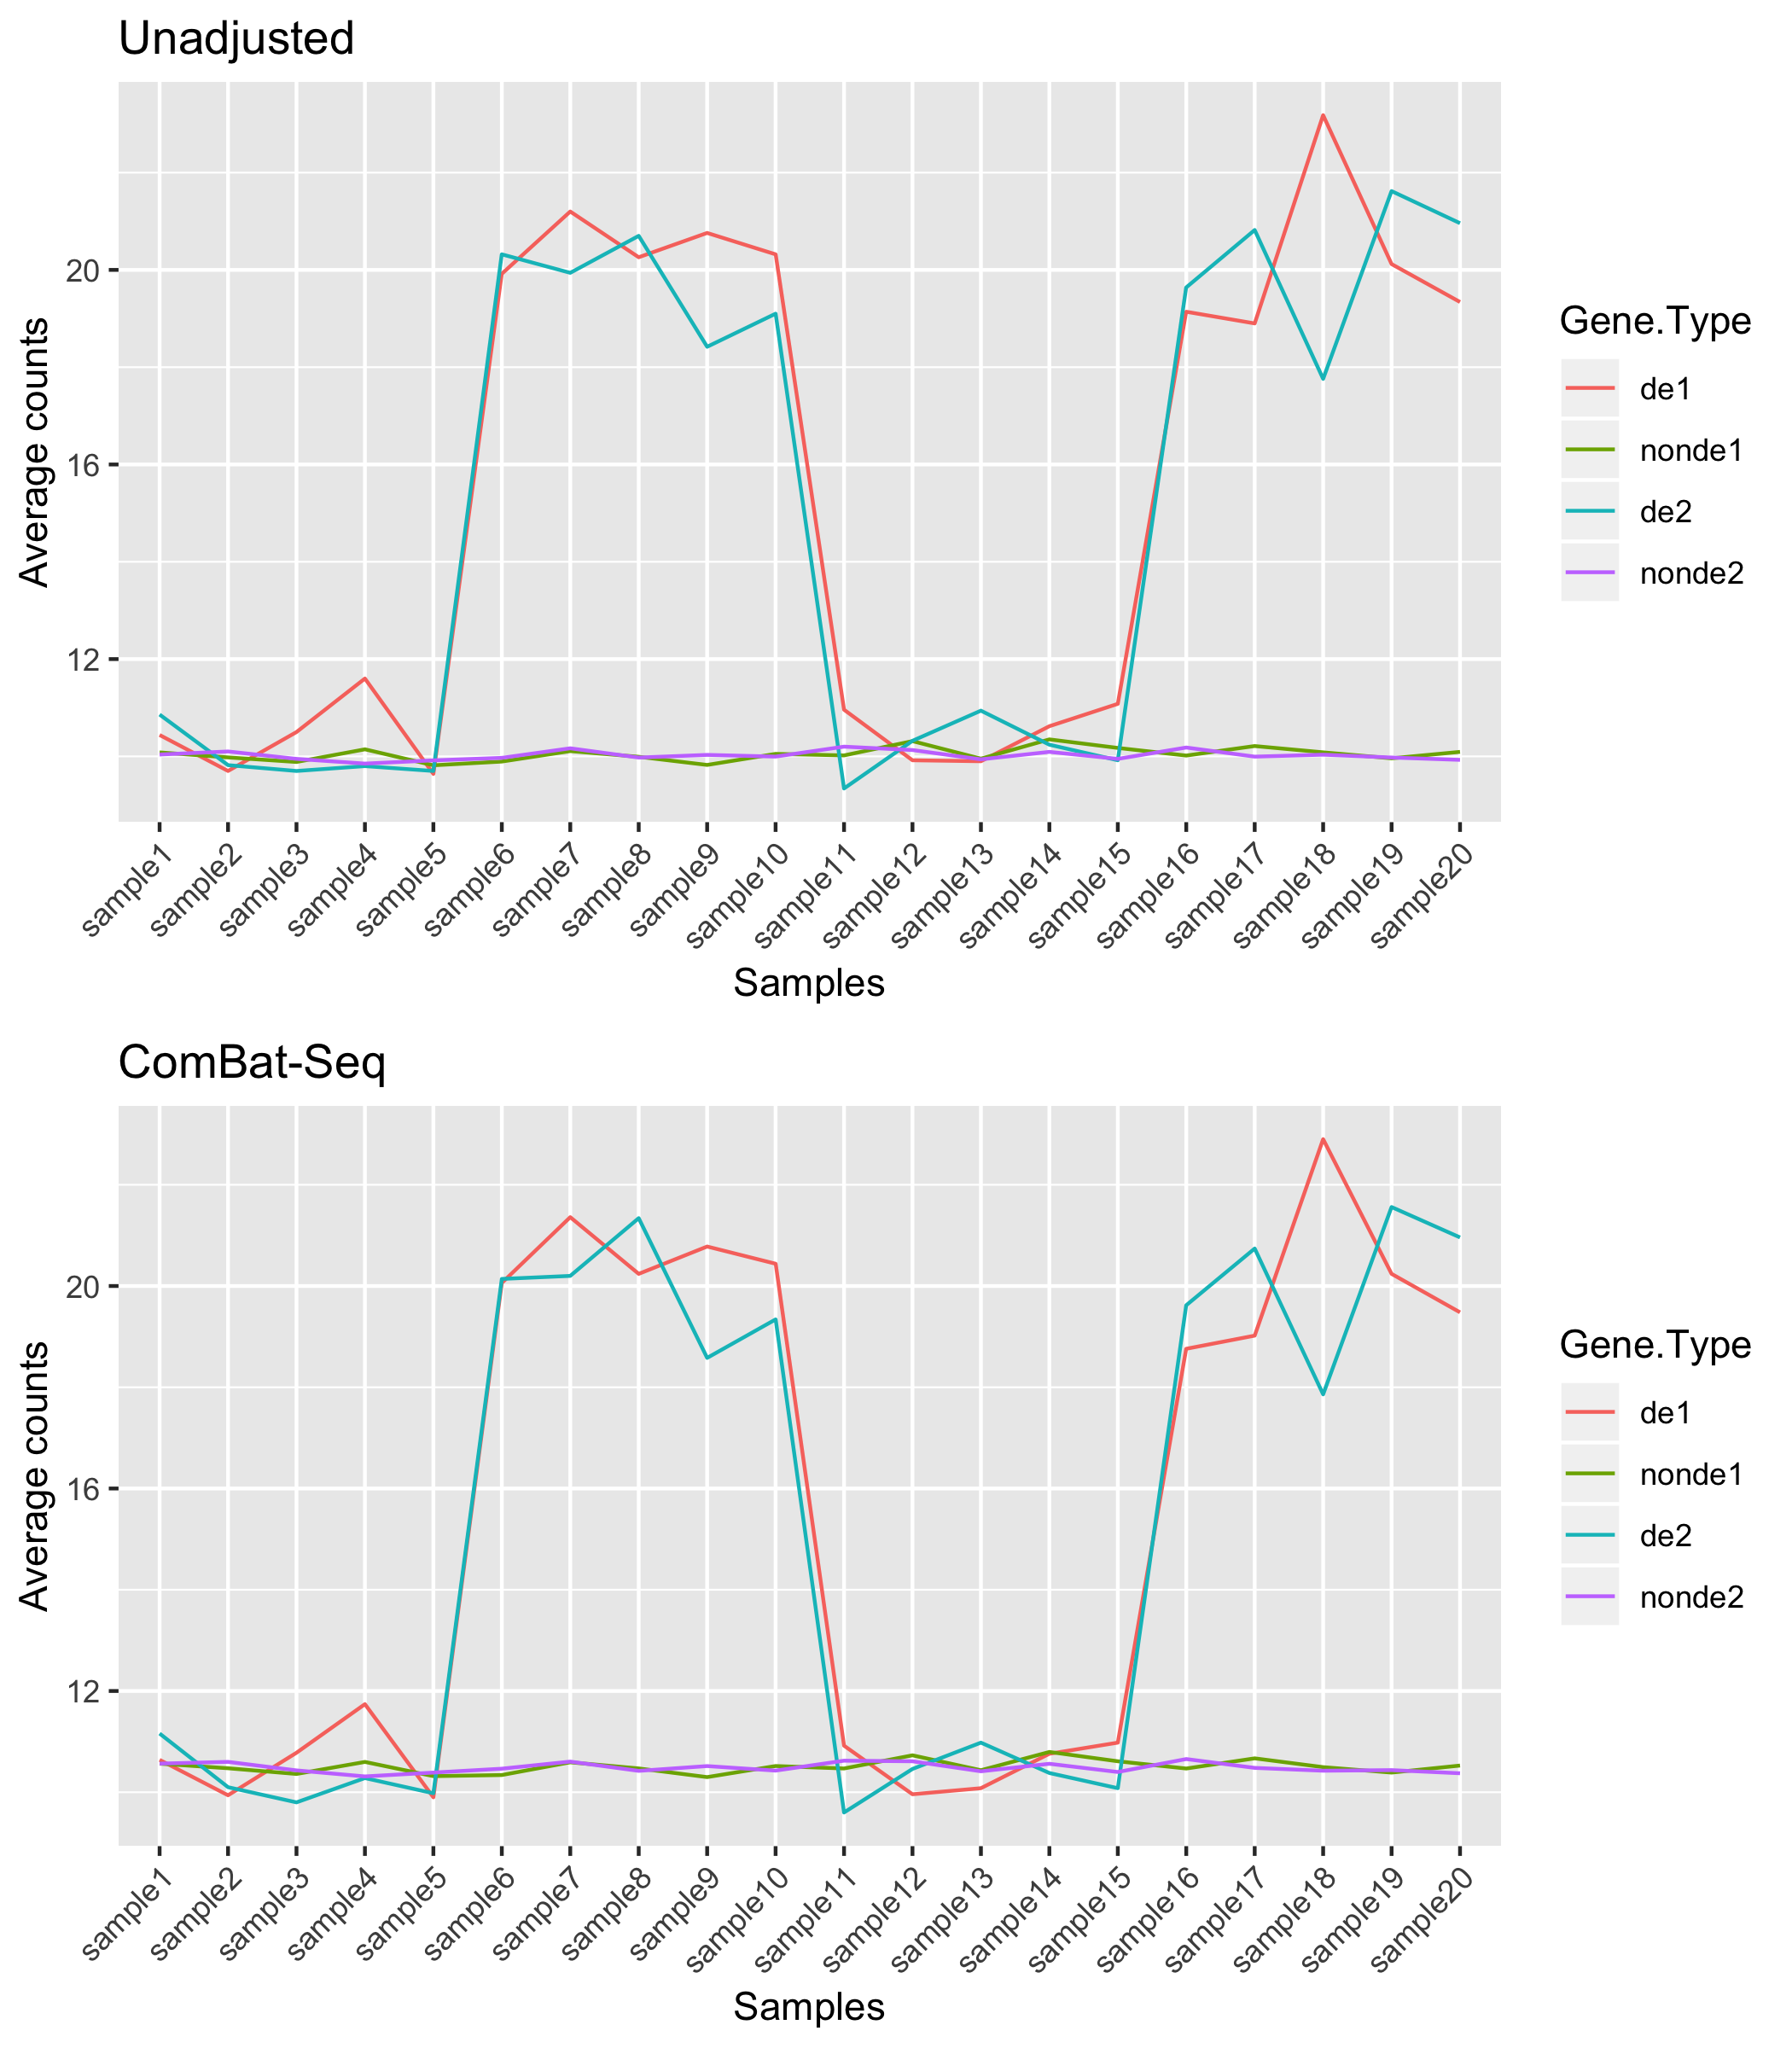 Unadjusted
Average counts
20
16
12
sample1
sample2
sample3
sample4
sample5
sample6
sample7
sample8
sample9
sample10
sample11
sample12
sample13
sample14
sample15
sample16
sample17
sample18
sample19
sample20
Samples
Gene.Type
de1
nonde1
de2
nonde2
ComBat-Seq
Average counts
20
16
12
sample1
sample2
sample3
sample4
sample5
sample6
sample7
sample8
sample9
sample10
sample11
sample12
sample13
sample14
sample15
sample16
sample17
sample18
sample19
sample20
Samples
Gene.Type
de1
nonde1
de2
nonde2